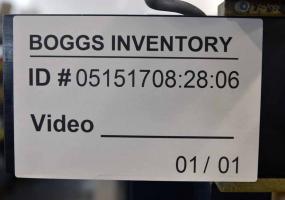 BOGGS INVENTORY
ID # 05151708:28:06
Video
01 / 01